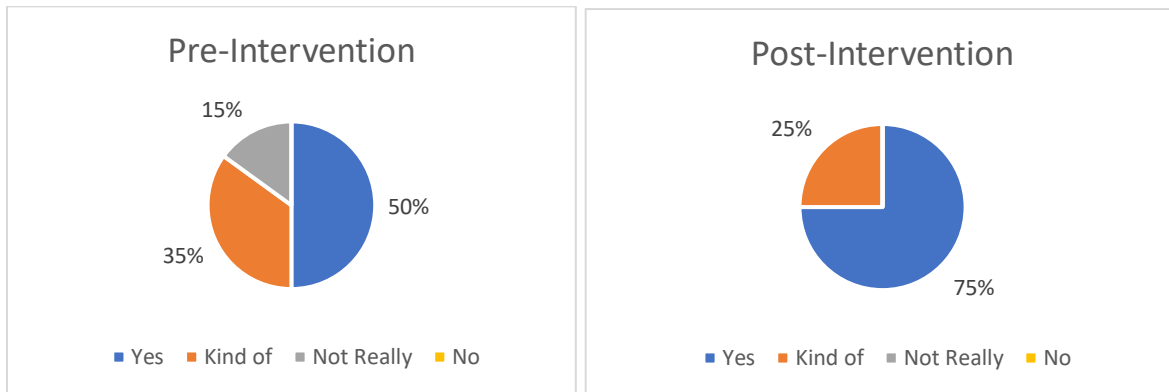 Pre-Intervention
15%
50%
35%
Yes Kind of Not Really No
Post-Intervention
25%
75%
Yes Kind of Not Really No